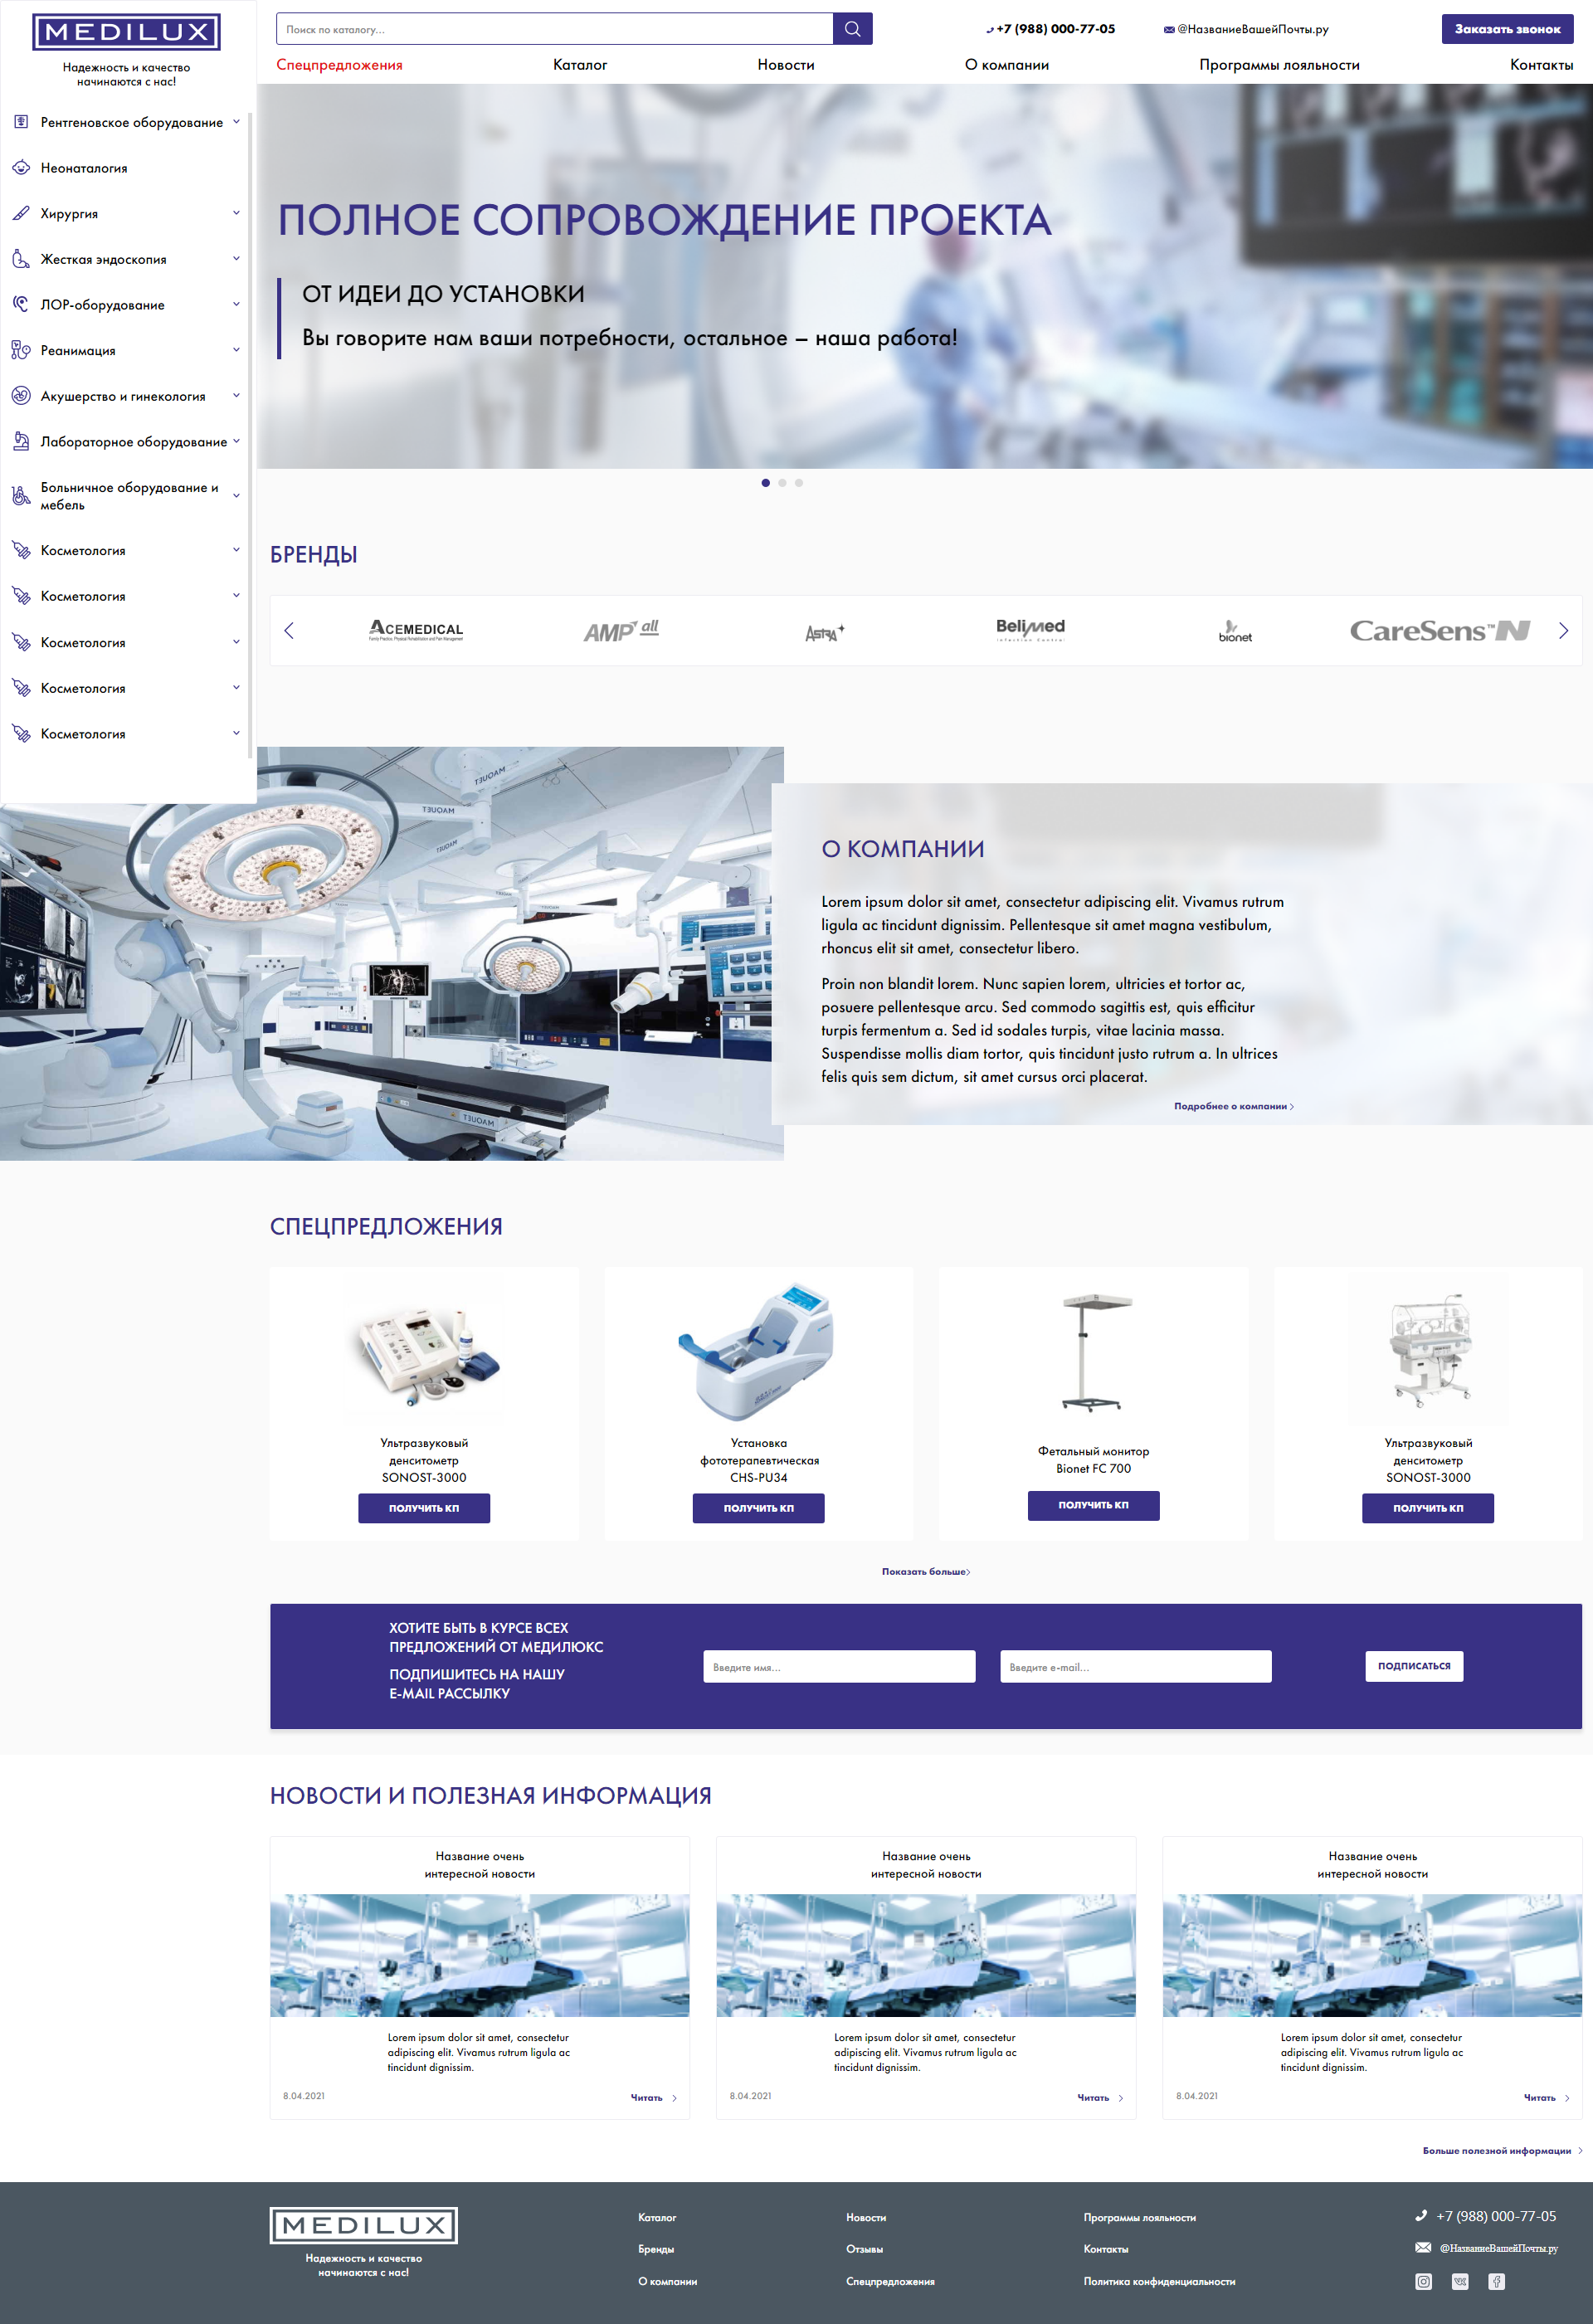 MEDILUX
Надежность и качество
начинаются с нас!
Рентгеновское оборудование
Неонаталогия
Хирургия
Жесткая эндоскопия
ЛОР-оборудование
Реанимация
Акушерство и гинекология
Лабораторное оборудование
Больничное оборудование и
мебель
Косметология
Косметология
Косметология
Косметология
Косметология
Поиск по каталогу...
+7 (988) 000-77-05
@НазваниеВашейПочты.ру
Заказать звонок
Спецпредложения
Каталог
Новости
О компании
Программы лояльности
Контакты
ПОЛНОЕ СОПРОВОЖДЕНИЕ ПРОЕКТА
ОТ ИДЕИ ДО УСТАНОВКИ
Вы говорите нам ваши потребности, остальное – наша работа!
БРЕНДЫ
ACEMEDICAL
Family Practice, Physical Rehabilitation and Pain Management
AMP all
ASTRA
Belimed
Infection Control
bionet
CareSens™ N
MAQUET
MAQUET
MAQUET
MAQUET
О КОМПАНИИ
Lorem ipsum dolor sit amet, consectetur adipiscing elit. Vivamus rutrum
ligula ac tincidunt dignissim. Pellentesque sit amet magna vestibulum,
rhoncus elit sit amet, consectetur libero.
Proin non blandit lorem. Nunc sapien lorem, ultricies et tortor ac,
posuere pellentesque arcu. Sed commodo sagittis est, quis efficitur
turpis fermentum a. Sed id sodales turpis, vitae lacinia massa.
Suspendisse mollis diam tortor, quis tincidunt justo rutrum a. In ultrices
felis quis sem dictum, sit amet cursus orci placerat.
Подробнее о компании
СПЕЦПРЕДЛОЖЕНИЯ
Ультразвуковый
денситометр
SONOST-3000
ПОЛУЧИТЬ КП
Установка
фототерапевтическая
CHS-PU34
ПОЛУЧИТЬ КП
Фетальный монитор
Bionet FC 700
ПОЛУЧИТЬ КП
Ультразвуковый
денситометр
SONOST-3000
ПОЛУЧИТЬ КП
Показать больше
ХОТИТЕ БЫТЬ В КУРСЕ ВСЕХ
ПРЕДЛОЖЕНИЙ ОТ МЕДИЛЮКС
ПОДПИШИТЕСЬ НА НАШУ
E-MAIL РАССЫЛКУ
Введите имя...
Введите e-mail...
ПОДПИСАТЬСЯ
НОВОСТИ И ПОЛЕЗНАЯ ИНФОРМАЦИЯ
Название очень
интересной новости
Lorem ipsum dolor sit amet, consectetur
adipiscing elit. Vivamus rutrum ligula ac
tincidunt dignissim.
8.04.2021
Читать
Название очень
интересной новости
Lorem ipsum dolor sit amet, consectetur
adipiscing elit. Vivamus rutrum ligula ac
tincidunt dignissim.
8.04.2021
Читать
Название очень
интересной новости
Lorem ipsum dolor sit amet, consectetur
adipiscing elit. Vivamus rutrum ligula ac
tincidunt dignissim.
8.04.2021
Читать
Больше полезной информации
MEDILUX
Надежность и качество
начинаются с нас!
Каталог
Бренды
О компании
Новости
Отзывы
Спецпредложения
Программы лояльности
Контакты
Политика конфиденциальности
+7 (988) 000-77-05
@НазваниеВашейПочты.ру